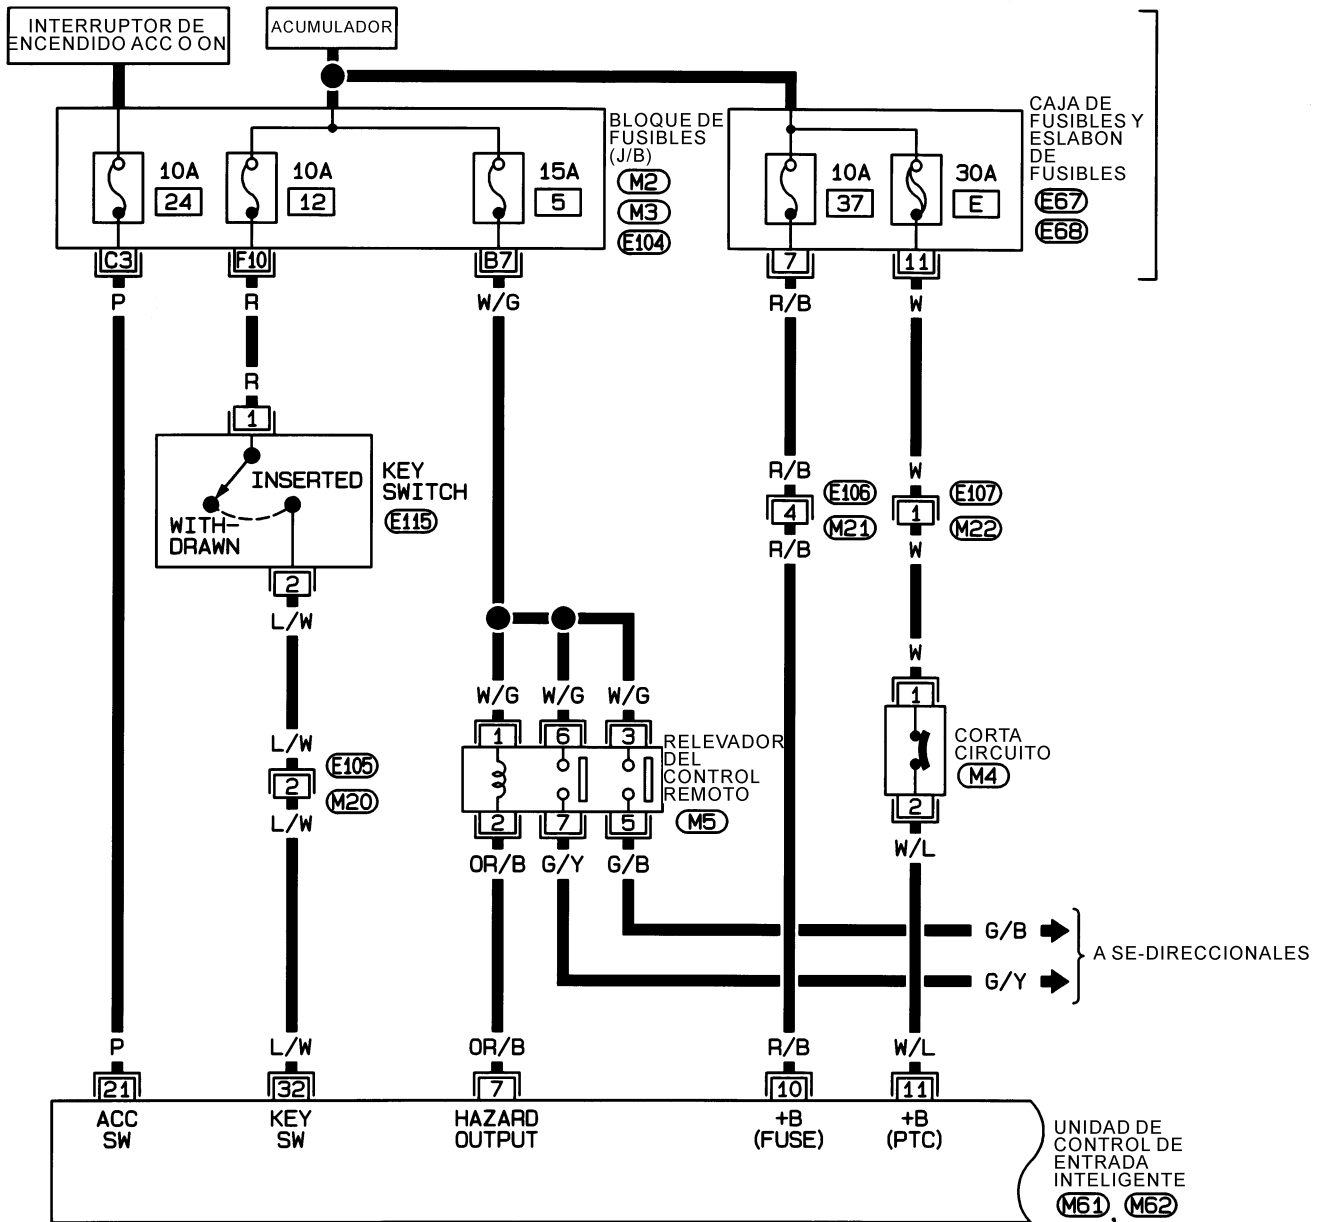 INTERRUPTOR DE
ENCENDIDO ACC O ON
ACUMULADOR
BLOQUE DE
FUSIBLES
(J/B)
M2
M3
E104
CAJA DE
FUSIBLES Y
ESLABON
DE
FUSIBLES
E67
E68
10A
24
10A
12
15A
5
10A
37
30A
E
C3
F10
B7
7
11
P
R
W/G
R/B
W
R
1
INSERTED
WITH-
DRAWN
KEY
SWITCH
E115
2
L/W
R/B
W
4
E106
M21
1
E107
M22
R/B
W
W
L/W
2
E105
M20
L/W
W/G
W/G
W/G
1
6
3
RELEVADOR
DEL
CONTROL
REMOTO
M5
2
7
5
OR/B
G/Y
G/B
1
CORTA
CIRCUITO
M4
2
W/L
G/B
G/Y
A SE-DIRECCIONALES
P
L/W
OR/B
R/B
W/L
21
32
7
10
11
ACC
SW
KEY
SW
HAZARD
OUTPUT
+B
(FUSE)
+B
(PTC)
UNIDAD DE
CONTROL DE
ENTRADA
INTELIGENTE
M61 , M62